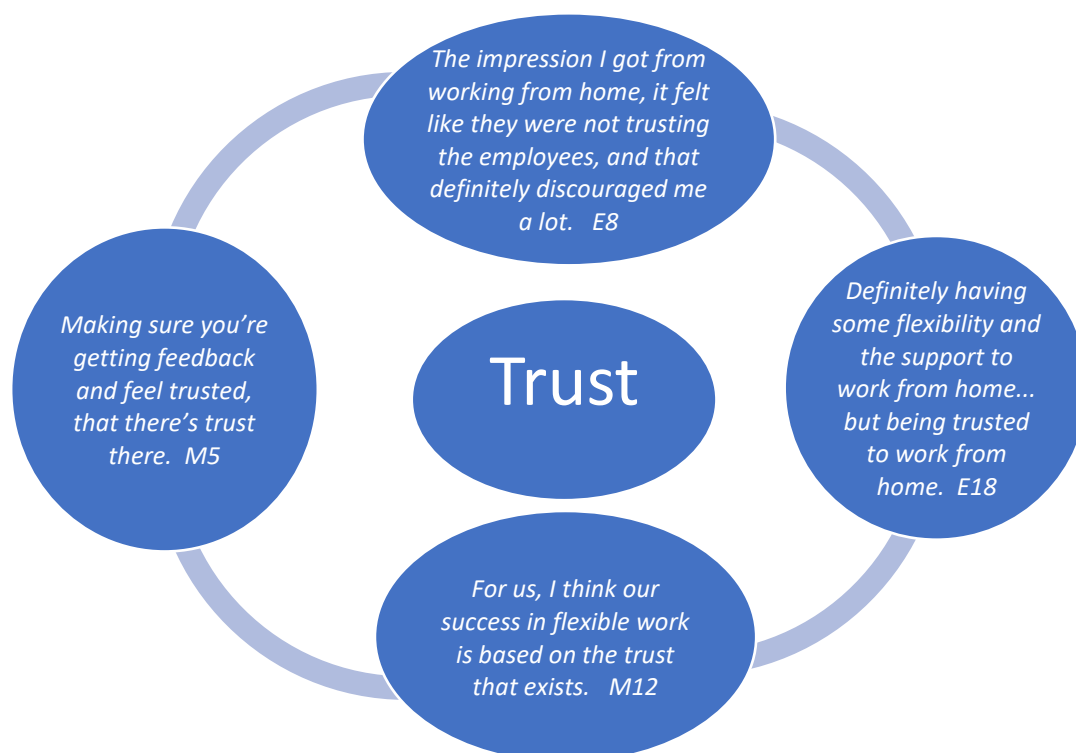 The impression I got from
working from home, it felt
like they were not trusting
the employees, and that
definitely discouraged me
a lot.   E8
Definitely having
some flexibility and
the support to
work from home...
but being trusted
to work from
home.  E18
For us, I think our
success in flexible work
is based on the trust
that exists.   M12
Making sure you’re
getting feedback
and feel trusted,
that there’s trust
there.  M5
Trust